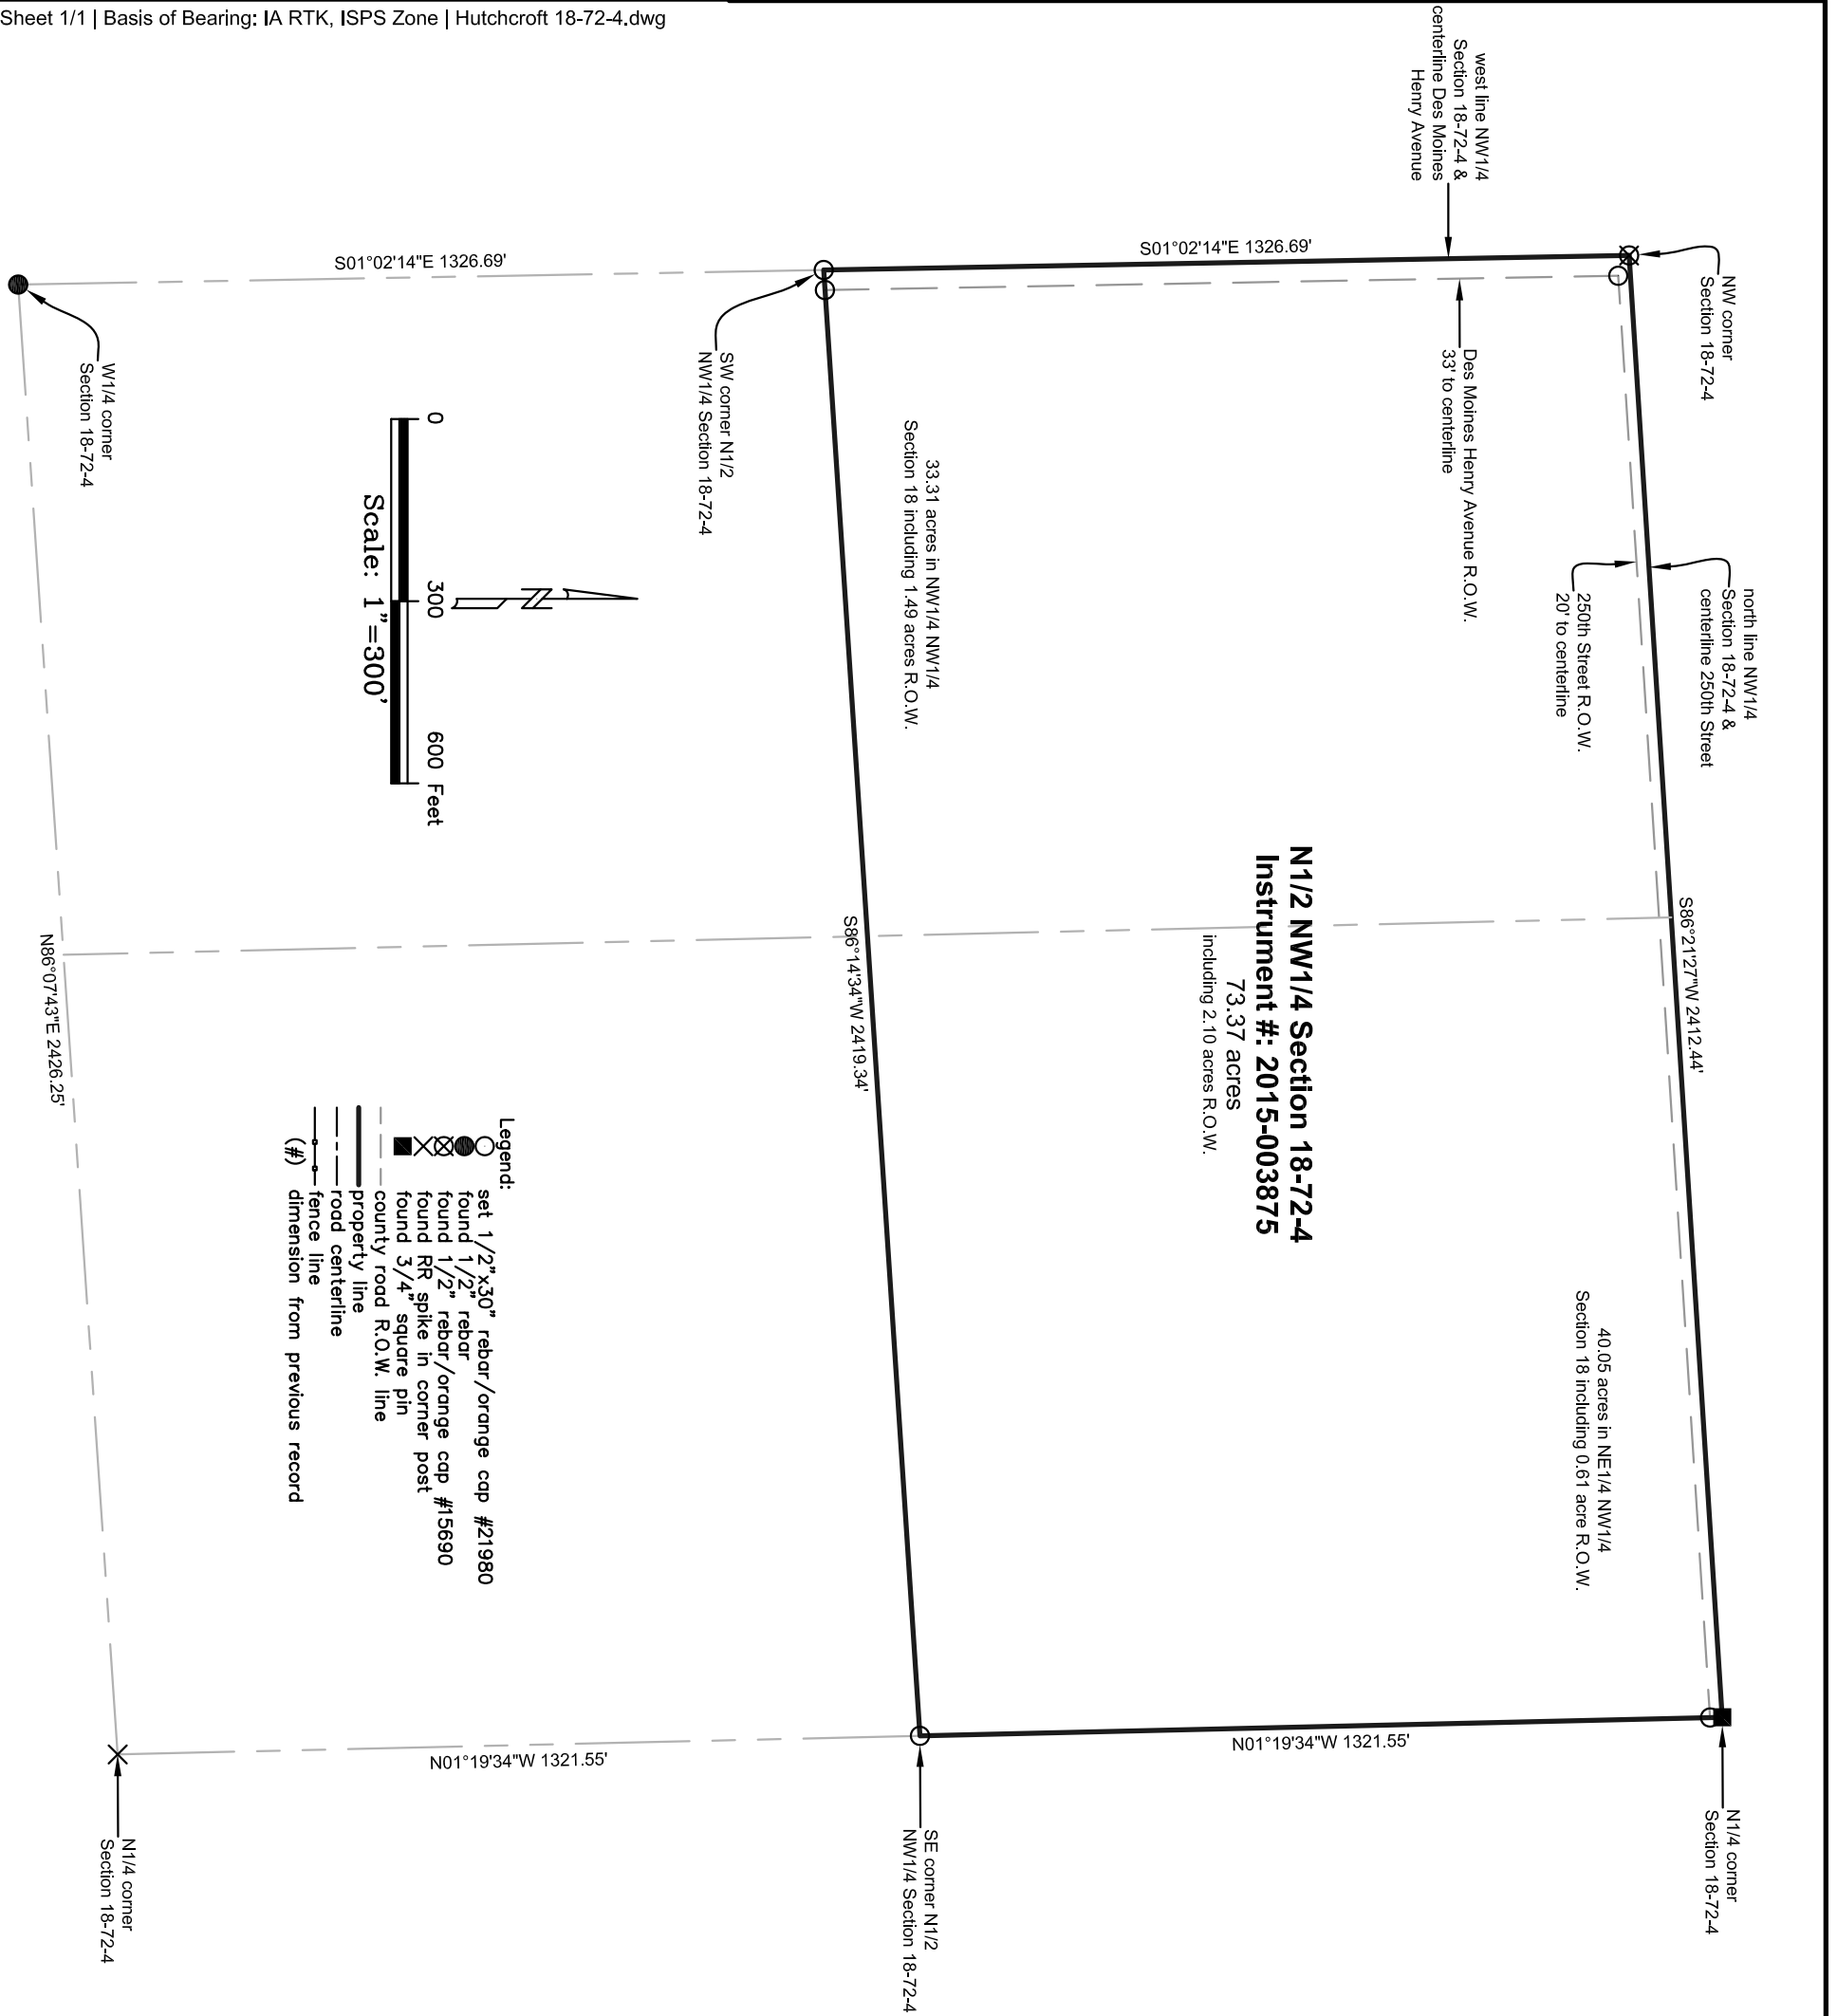 Sheet 1/1 | Basis of Bearing: IA RTK, ISPS Zone | Hutchcroft 18-72-4.dwg
west line NW1/4
Section 18-72-4 &
centerline Des Moines
Henry Avenue
NW corner
Section 18-72-4
north line NW1/4
Section 18-72-4 &
centerline 250th Street
250th Street R.O.W.
20' to centerline
Des Moines Henry Avenue R.O.W.
33' to centerline
S86°21'27"W 2412.44'
N1/4 corner
Section 18-72-4
S01°02'14"E 1326.69'
40.05 acres in NE1/4 NW1/4
Section 18 including 0.61 acre R.O.W.
N1/2 NW1/4 Section 18-72-4
Instrument #: 2015-003875
73.37 acres
including 2.10 acres R.O.W.
N01°19'34"W 1321.55'
33.31 acres in NW1/4 NW1/4
Section 18 including 1.49 acres R.O.W.
S86°14'34"W 2419.34'
SE corner N1/2
NW1/4 Section 18-72-4
SW corner N1/2
NW1/4 Section 18-72-4
S01°02'14"E 1326.69'
0 300 600 Feet
Scale: 1"=300'
Legend:
set 1/2"x30" rebar/orange cap #21980
found 1/2" rebar
found 1/2" rebar/orange cap #15690
found RR spike in corner post
found 3/4" square pin
county road R.O.W. line
property line
road centerline
fence line
(#) dimension from previous record
N01°19'34"W 1321.55'
W1/4 corner
Section 18-72-4
N86°07'43"E 2426.25'
N1/4 corner
Section 18-72-4